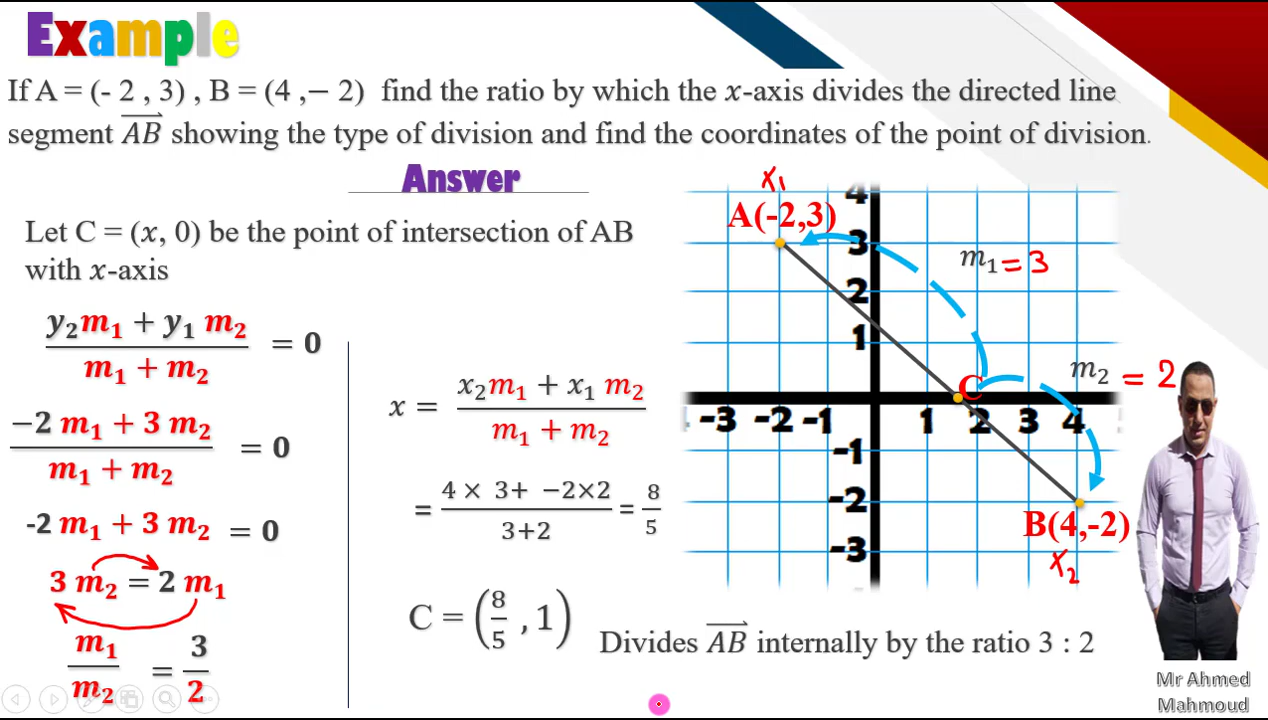 Example
If A = (- 2 , 3) , B = (4 ,− 2) find the ratio by which the x-axis divides the directed line
segment AB showing the type of division and find the coordinates of the point of division.
Answer
Let C = (x, 0) be the point of intersection of AB
with x-axis
y₂m₁ + y₁ m₂
m₁ + m₂
= 0
−2 m₁ + 3 m₂
m₁ + m₂
= 0
-2 m₁ + 3 m₂ = 0
3 m₂ = 2 m₁
m₁
m₂
=
3
2
x =
x₂m₁ + x₁ m₂
m₁ + m₂
=
4 × 3+ −2×2
3+2
=
8
5
C = (8/5 , 1)
x₁
A(-2,3)
m₁ = 3
m₂ = 2
C
4
3
2
1
-3 -2 -1 1 2 3 4
-1
-2
-3
B(4,-2)
x₂
Divides AB internally by the ratio 3 : 2
Mr Ahmed
Mahmoud